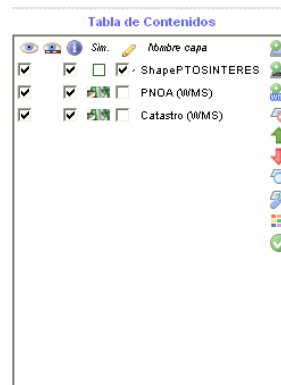 Tabla de Contenidos
Sim. Nombre capa
ShapePTOSINTERES
PNOA (WMS)
Catastro (WMS)